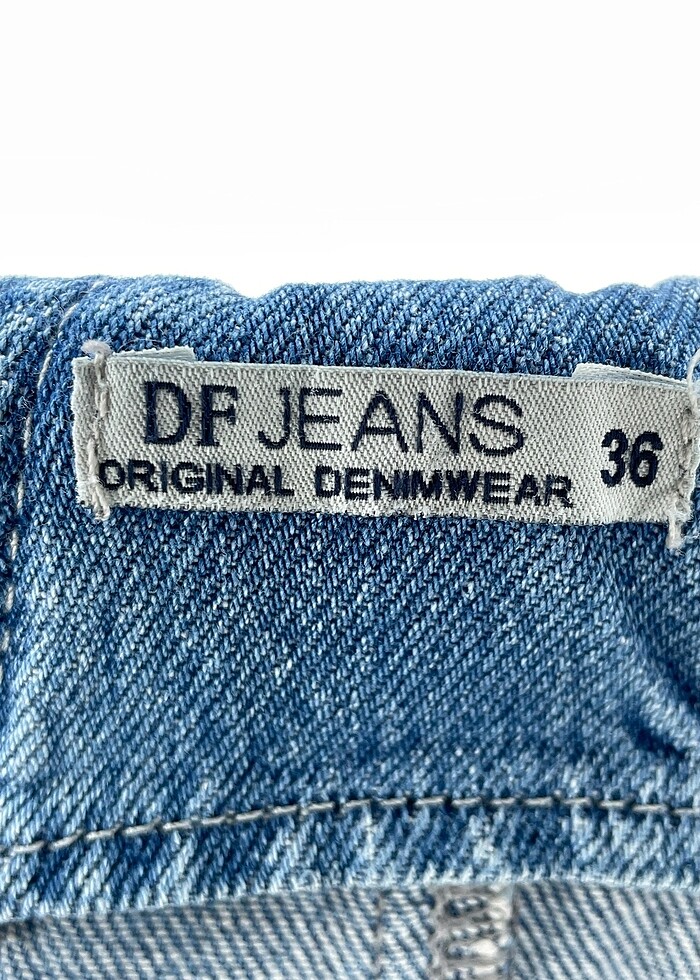 DF JEANS
ORIGINAL DENIMWEAR
36